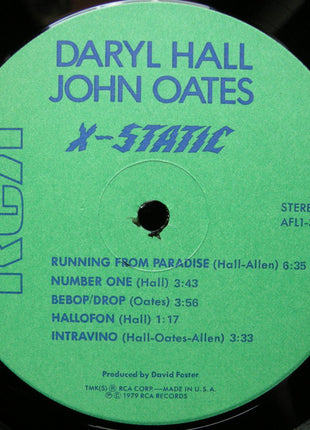 DARYL HALL
JOHN OATES
X-STATIC
RCA
STEREO
AFL1-
RUNNING FROM PARADISE (Hall-Allen) 6:35
NUMBER ONE (Hall) 3:43
BEBOP/DROP (Oates) 3:56
HALLOFON (Hall) 1:17
INTRAVINO (Hall-Oates-Allen) 3:33
Produced by David Foster
TMK(S) ® RCA CORP.—MADE IN U.S.A.
℗ © 1979 RCA RECORDS